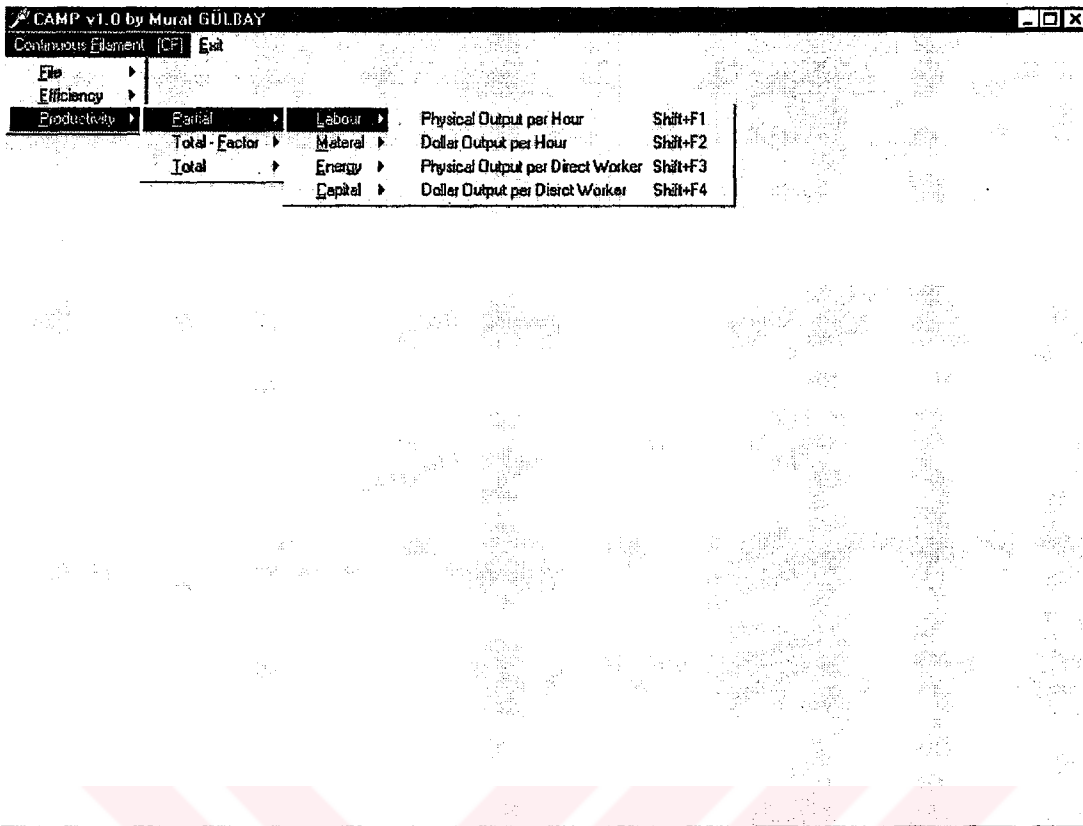 CAMP v1.0 by Murat GÜLBAY
Continuous Filament [CF] Exit
File
Efficiency
Productivity Partial Labour Physical Output per Hour Shift+F1
Total - Factor Materal Dollar Output per Hour Shift+F2
Total Energy Physical Output per Direct Worker Shift+F3
Capital Dollar Output per Disrct Worker Shift+F4